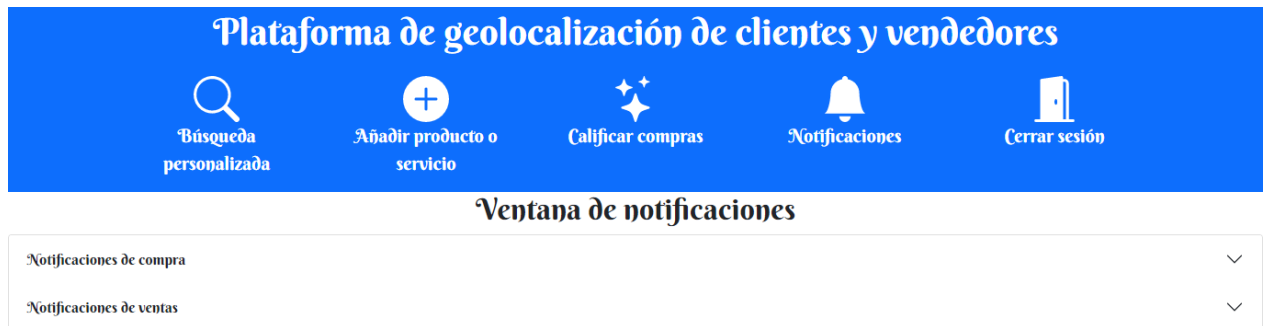 Plataforma de geolocalización de clientes y vendedores
Búsqueda
personalizada
Añadir producto o
servicio
Calificar compras
Notificaciones
Cerrar sesión
Ventana de notificaciones
Notificaciones de compra
Notificaciones de ventas